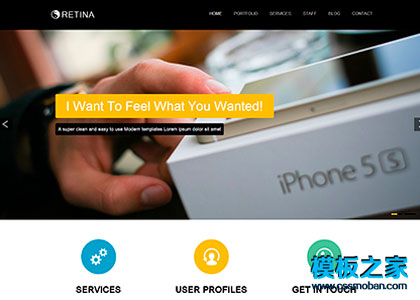 RETINA
HOME PORTFOLIO SERVICES STAFF BLOG CONTACT
I Want To Feel What You Wanted!
A super clean and easy to use Modern templates Lorem ipsum dolor sit amet
iPhone 5 S
SERVICES
USER PROFILES
GET IN TOUCH
模板之家
www.cssmoban.com